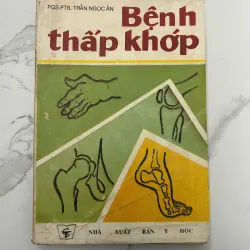 PGS.PTS. TRẦN NGỌC ÂN
Bệnh
thấp khớp
NHÀ XUẤT BẢN Y HỌC